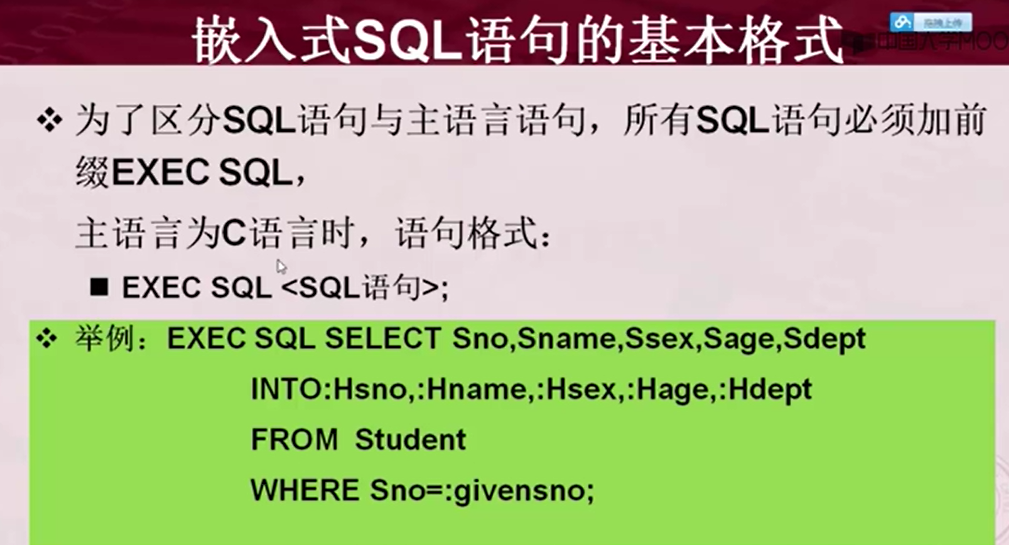 嵌入式SQL语句的基本格式
拖拽上传
中国大学MOO
为了区分SQL语句与主语言语句，所有SQL语句必须加前
缀EXEC SQL，
主语言为C语言时，语句格式：
EXEC SQL <SQL语句>;
举例：EXEC SQL SELECT Sno,Sname,Ssex,Sage,Sdept
INTO:Hsno,:Hname,:Hsex,:Hage,:Hdept
FROM Student
WHERE Sno=:givensno;